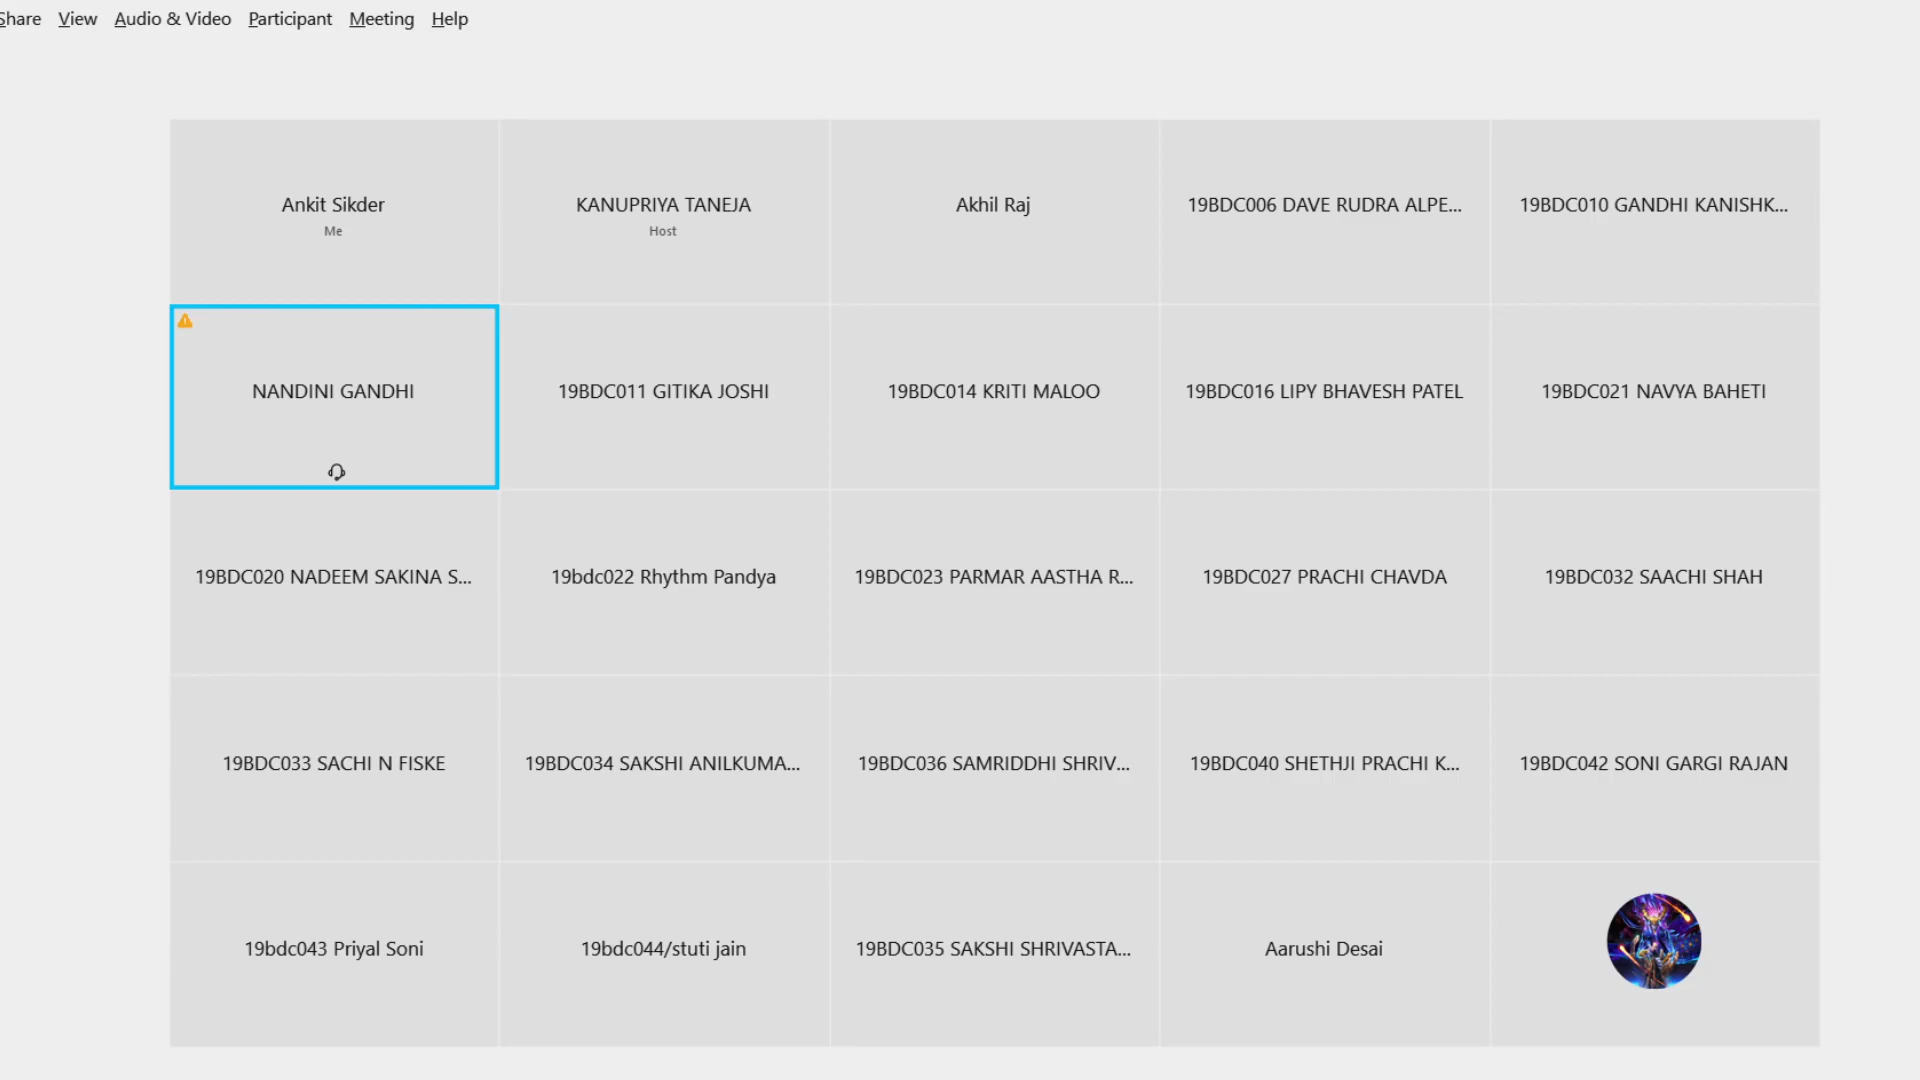 Share View Audio & Video Participant Meeting Help
Ankit Sikder
Me
KANUPRIYA TANEJA
Host
Akhil Raj
19BDC006 DAVE RUDRA ALPE...
19BDC010 GANDHI KANISHK...
NANDINI GANDHI
19BDC011 GITIKA JOSHI
19BDC014 KRITI MALOO
19BDC016 LIPY BHAVESH PATEL
19BDC021 NAVYA BAHETI
19BDC020 NADEEM SAKINA S...
19bdc022 Rhythm Pandya
19BDC023 PARMAR AASTHA R...
19BDC027 PRACHI CHAVDA
19BDC032 SAACHI SHAH
19BDC033 SACHI N FISKE
19BDC034 SAKSHI ANILKUMA...
19BDC036 SAMRIDDHI SHRIV...
19BDC040 SHETHJI PRACHI K...
19BDC042 SONI GARGI RAJAN
19bdc043 Priyal Soni
19bdc044/stuti jain
19BDC035 SAKSHI SHRIVASTA...
Aarushi Desai